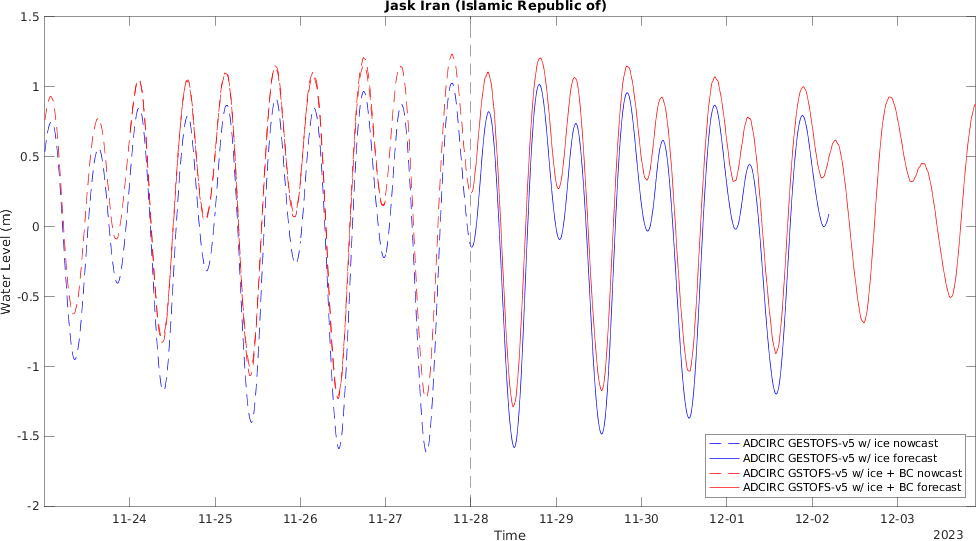 Jask Iran (Islamic Republic of)
1.5
1
0.5
0
-0.5
-1
-1.5
-2
Water Level (m)
11-24
11-25
11-26
11-27
11-28
11-29
11-30
12-01
12-02
12-03
Time
2023
ADCIRC GESTOFS-v5 w/ ice nowcast
ADCIRC GESTOFS-v5 w/ ice forecast
ADCIRC GSTOFS-v5 w/ ice + BC nowcast
ADCIRC GSTOFS-v5 w/ ice + BC forecast